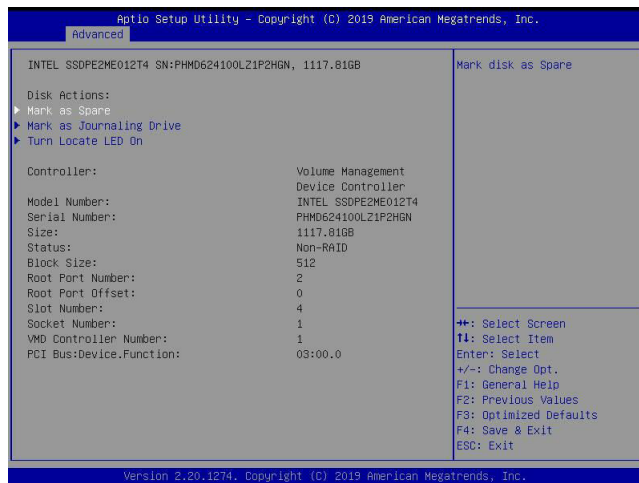 Aptio Setup Utility – Copyright (C) 2019 American Megatrends, Inc.
Advanced
INTEL SSDPE2ME012T4 SN:PHMD624100LZ1P2HGN, 1117.81GB
Mark disk as Spare
Disk Actions:
Mark as Spare
Mark as Journaling Drive
Turn Locate LED On
Controller: Volume Management
Device Controller
Model Number: INTEL SSDPE2ME012T4
Serial Number: PHMD624100LZ1P2HGN
Size: 1117.81GB
Status: Non-RAID
Block Size: 512
Root Port Number: 2
Root Port Offset: 0
Slot Number: 4
Socket Number: 1
VMD Controller Number: 1
PCI Bus:Device.Function: 03:00.0
→←: Select Screen
↑↓: Select Item
Enter: Select
+/-: Change Opt.
F1: General Help
F2: Previous Values
F3: Optimized Defaults
F4: Save & Exit
ESC: Exit
Version 2.20.1274. Copyright (C) 2019 American Megatrends, Inc.